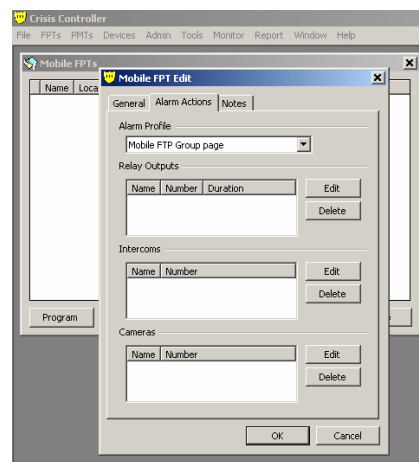 Crisis Controller
File FPTs PMTs Devices Admin Tools Monitor Report Window Help
Mobile FPTs
Name Loca
Program
Mobile FPT Edit
General Alarm Actions Notes
Alarm Profile
Mobile FTP Group page
Relay Outputs
Name Number Duration
Edit
Delete
Intercoms
Name Number
Edit
Delete
Cameras
Name Number
Edit
Delete
OK Cancel